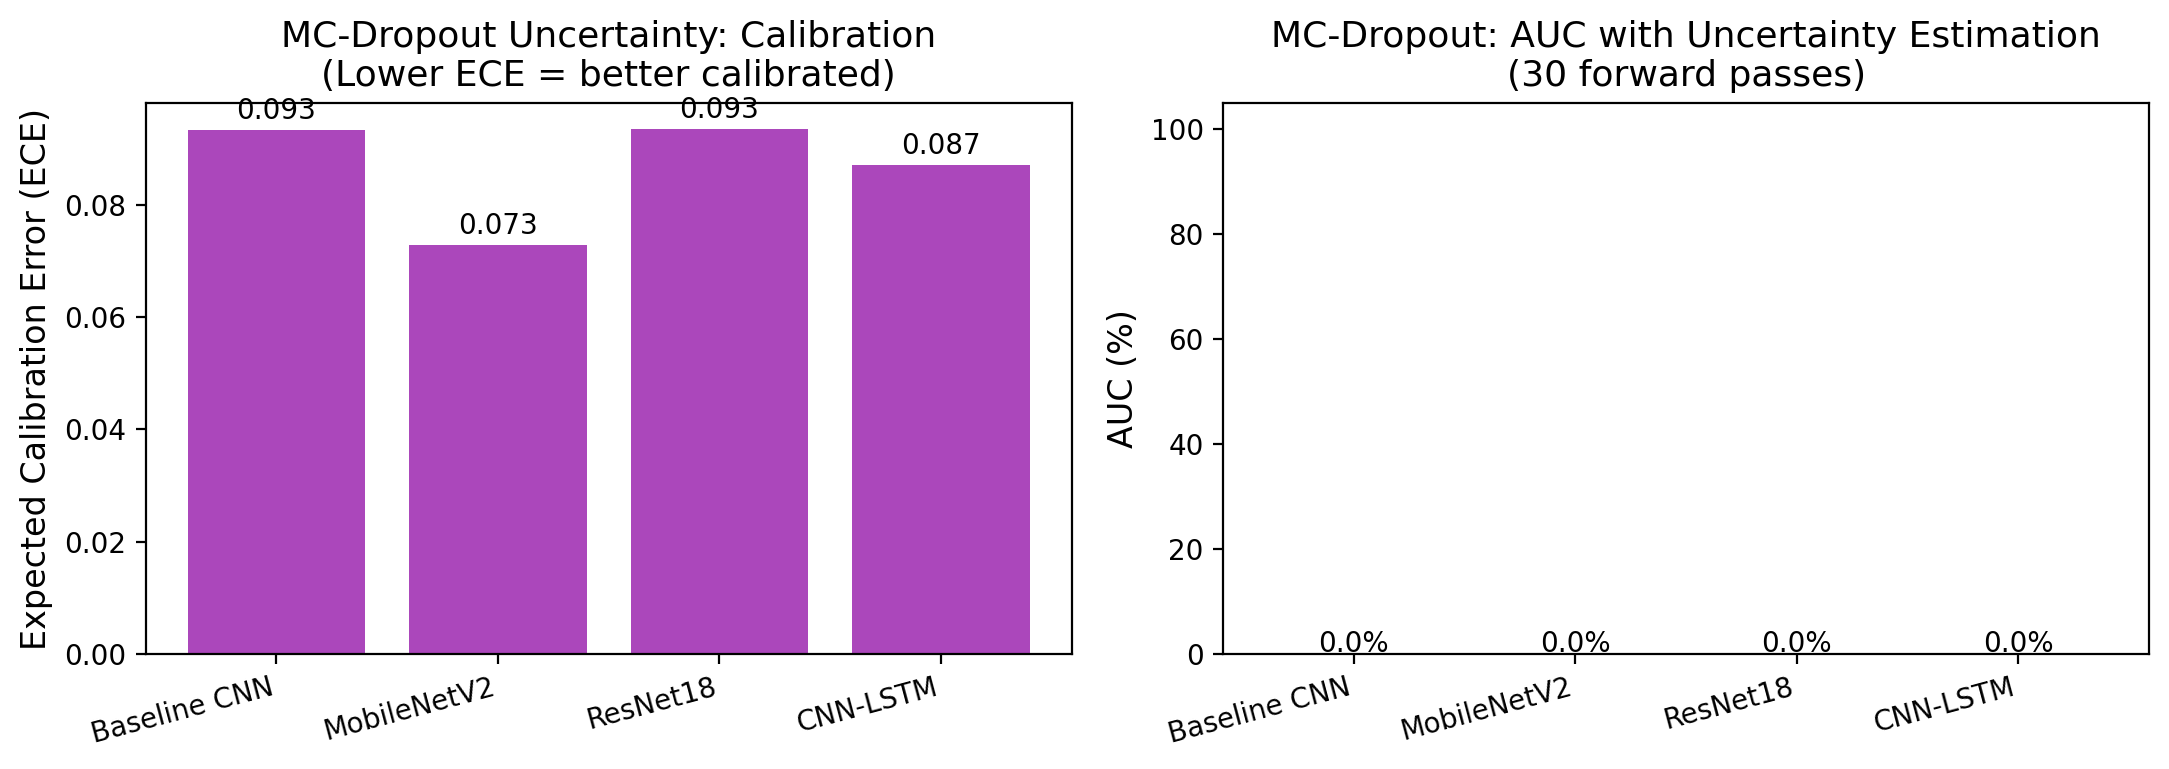 MC-Dropout Uncertainty: Calibration
(Lower ECE = better calibrated)
Expected Calibration Error (ECE)
0.08
0.06
0.04
0.02
0.00
0.093
0.073
0.093
0.087
Baseline CNN
MobileNetV2
ResNet18
CNN-LSTM
MC-Dropout: AUC with Uncertainty Estimation
(30 forward passes)
AUC (%)
100
80
60
40
20
0
0.0%
0.0%
0.0%
0.0%
Baseline CNN
MobileNetV2
ResNet18
CNN-LSTM